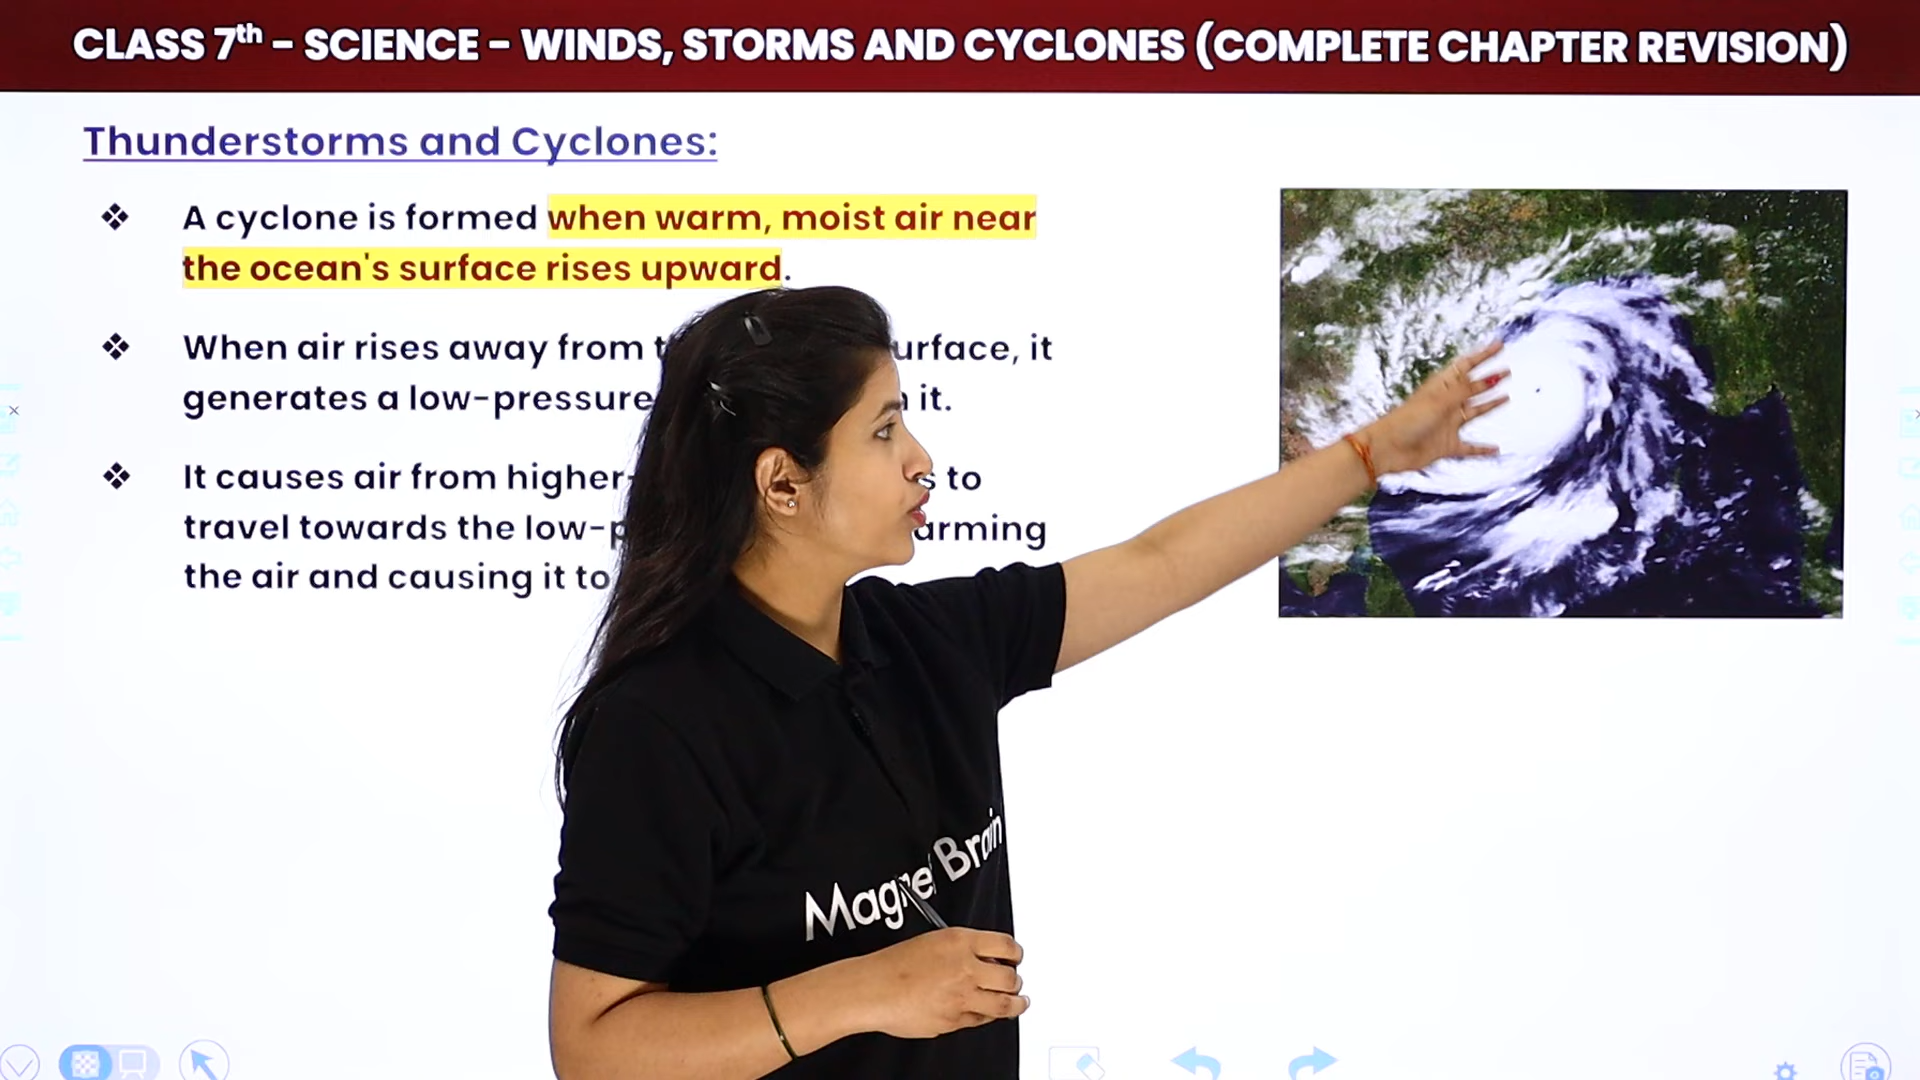 CLASS 7th - SCIENCE - WINDS, STORMS AND CYCLONES (COMPLETE CHAPTER REVISION)
Thunderstorms and Cyclones:
❖ A cyclone is formed when warm, moist air near
the ocean's surface rises upward.
❖ When air rises away from urface, it
generates a low-pressure it.
❖ It causes air from higher- to
travel towards the low-p arming
the air and causing it to
Magne Brain